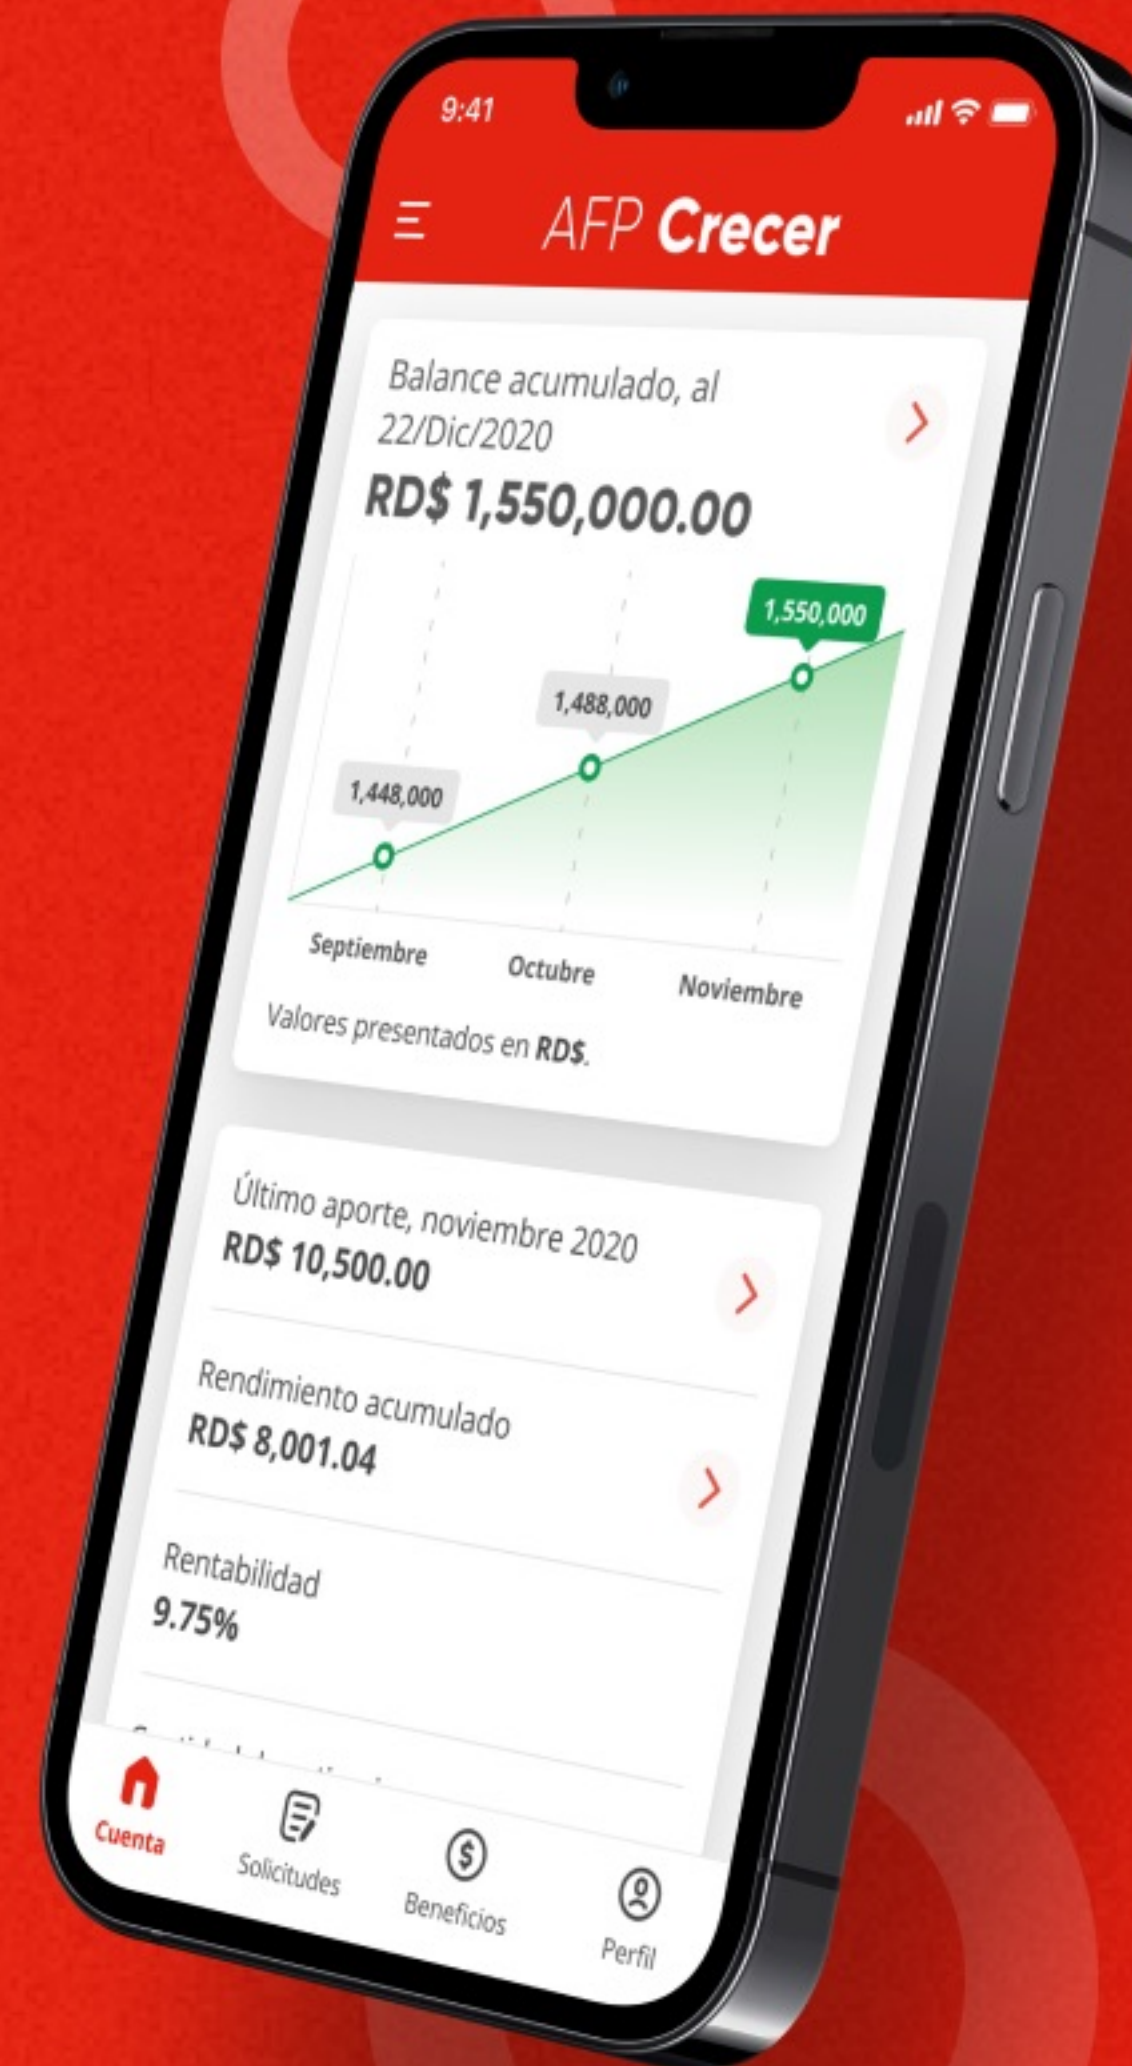 9:41
AFP Crecer
Balance acumulado, al
22/Dic/2020
RD$ 1,550,000.00
1,550,000
1,488,000
1,448,000
Septiembre Octubre Noviembre
Valores presentados en RD$.
Último aporte, noviembre 2020
RD$ 10,500.00
Rendimiento acumulado
RD$ 8,001.04
Rentabilidad
9.75%
Cuenta Solicitudes Beneficios Perfil